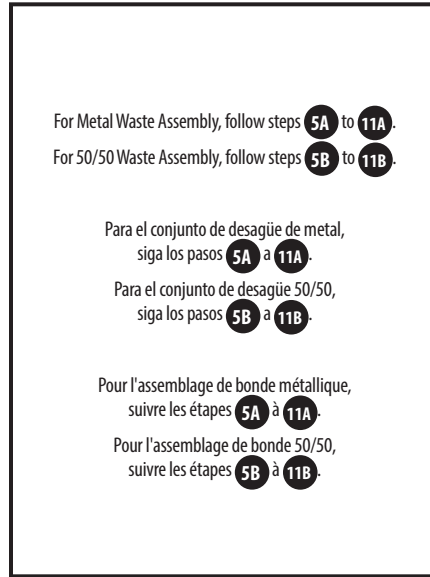 For Metal Waste Assembly, follow steps 5A to 11A.
For 50/50 Waste Assembly, follow steps 5B to 11B.
Para el conjunto de desagüe de metal,
siga los pasos 5A a 11A.
Para el conjunto de desagüe 50/50,
siga los pasos 5B a 11B.
Pour l'assemblage de bonde métallique,
suivre les étapes 5A à 11A.
Pour l'assemblage de bonde 50/50,
suivre les étapes 5B à 11B.